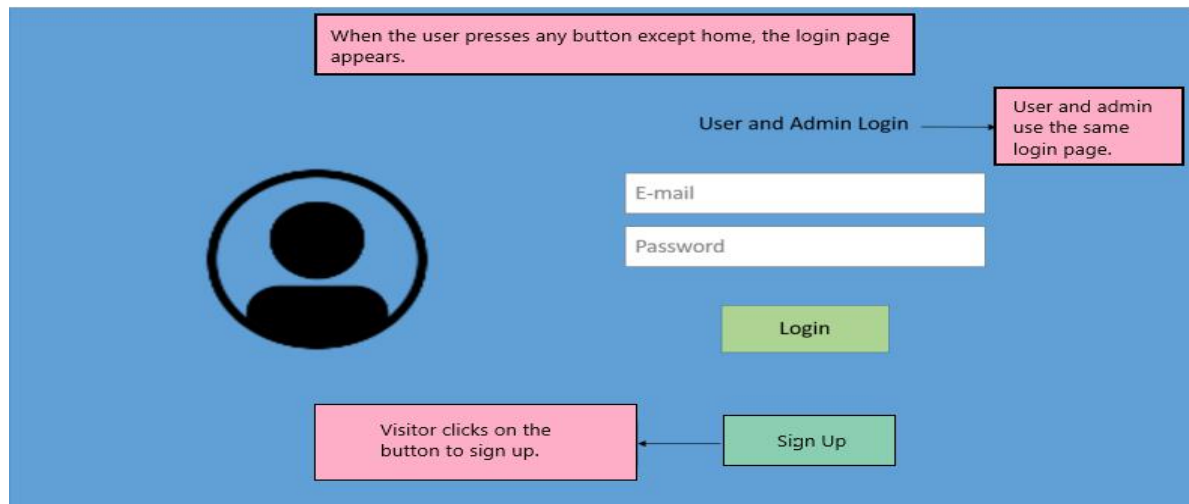 When the user presses any button except home, the login page
appears.
User and Admin Login
User and admin
use the same
login page.
E-mail
Password
Login
Visitor clicks on the
button to sign up.
Sign Up